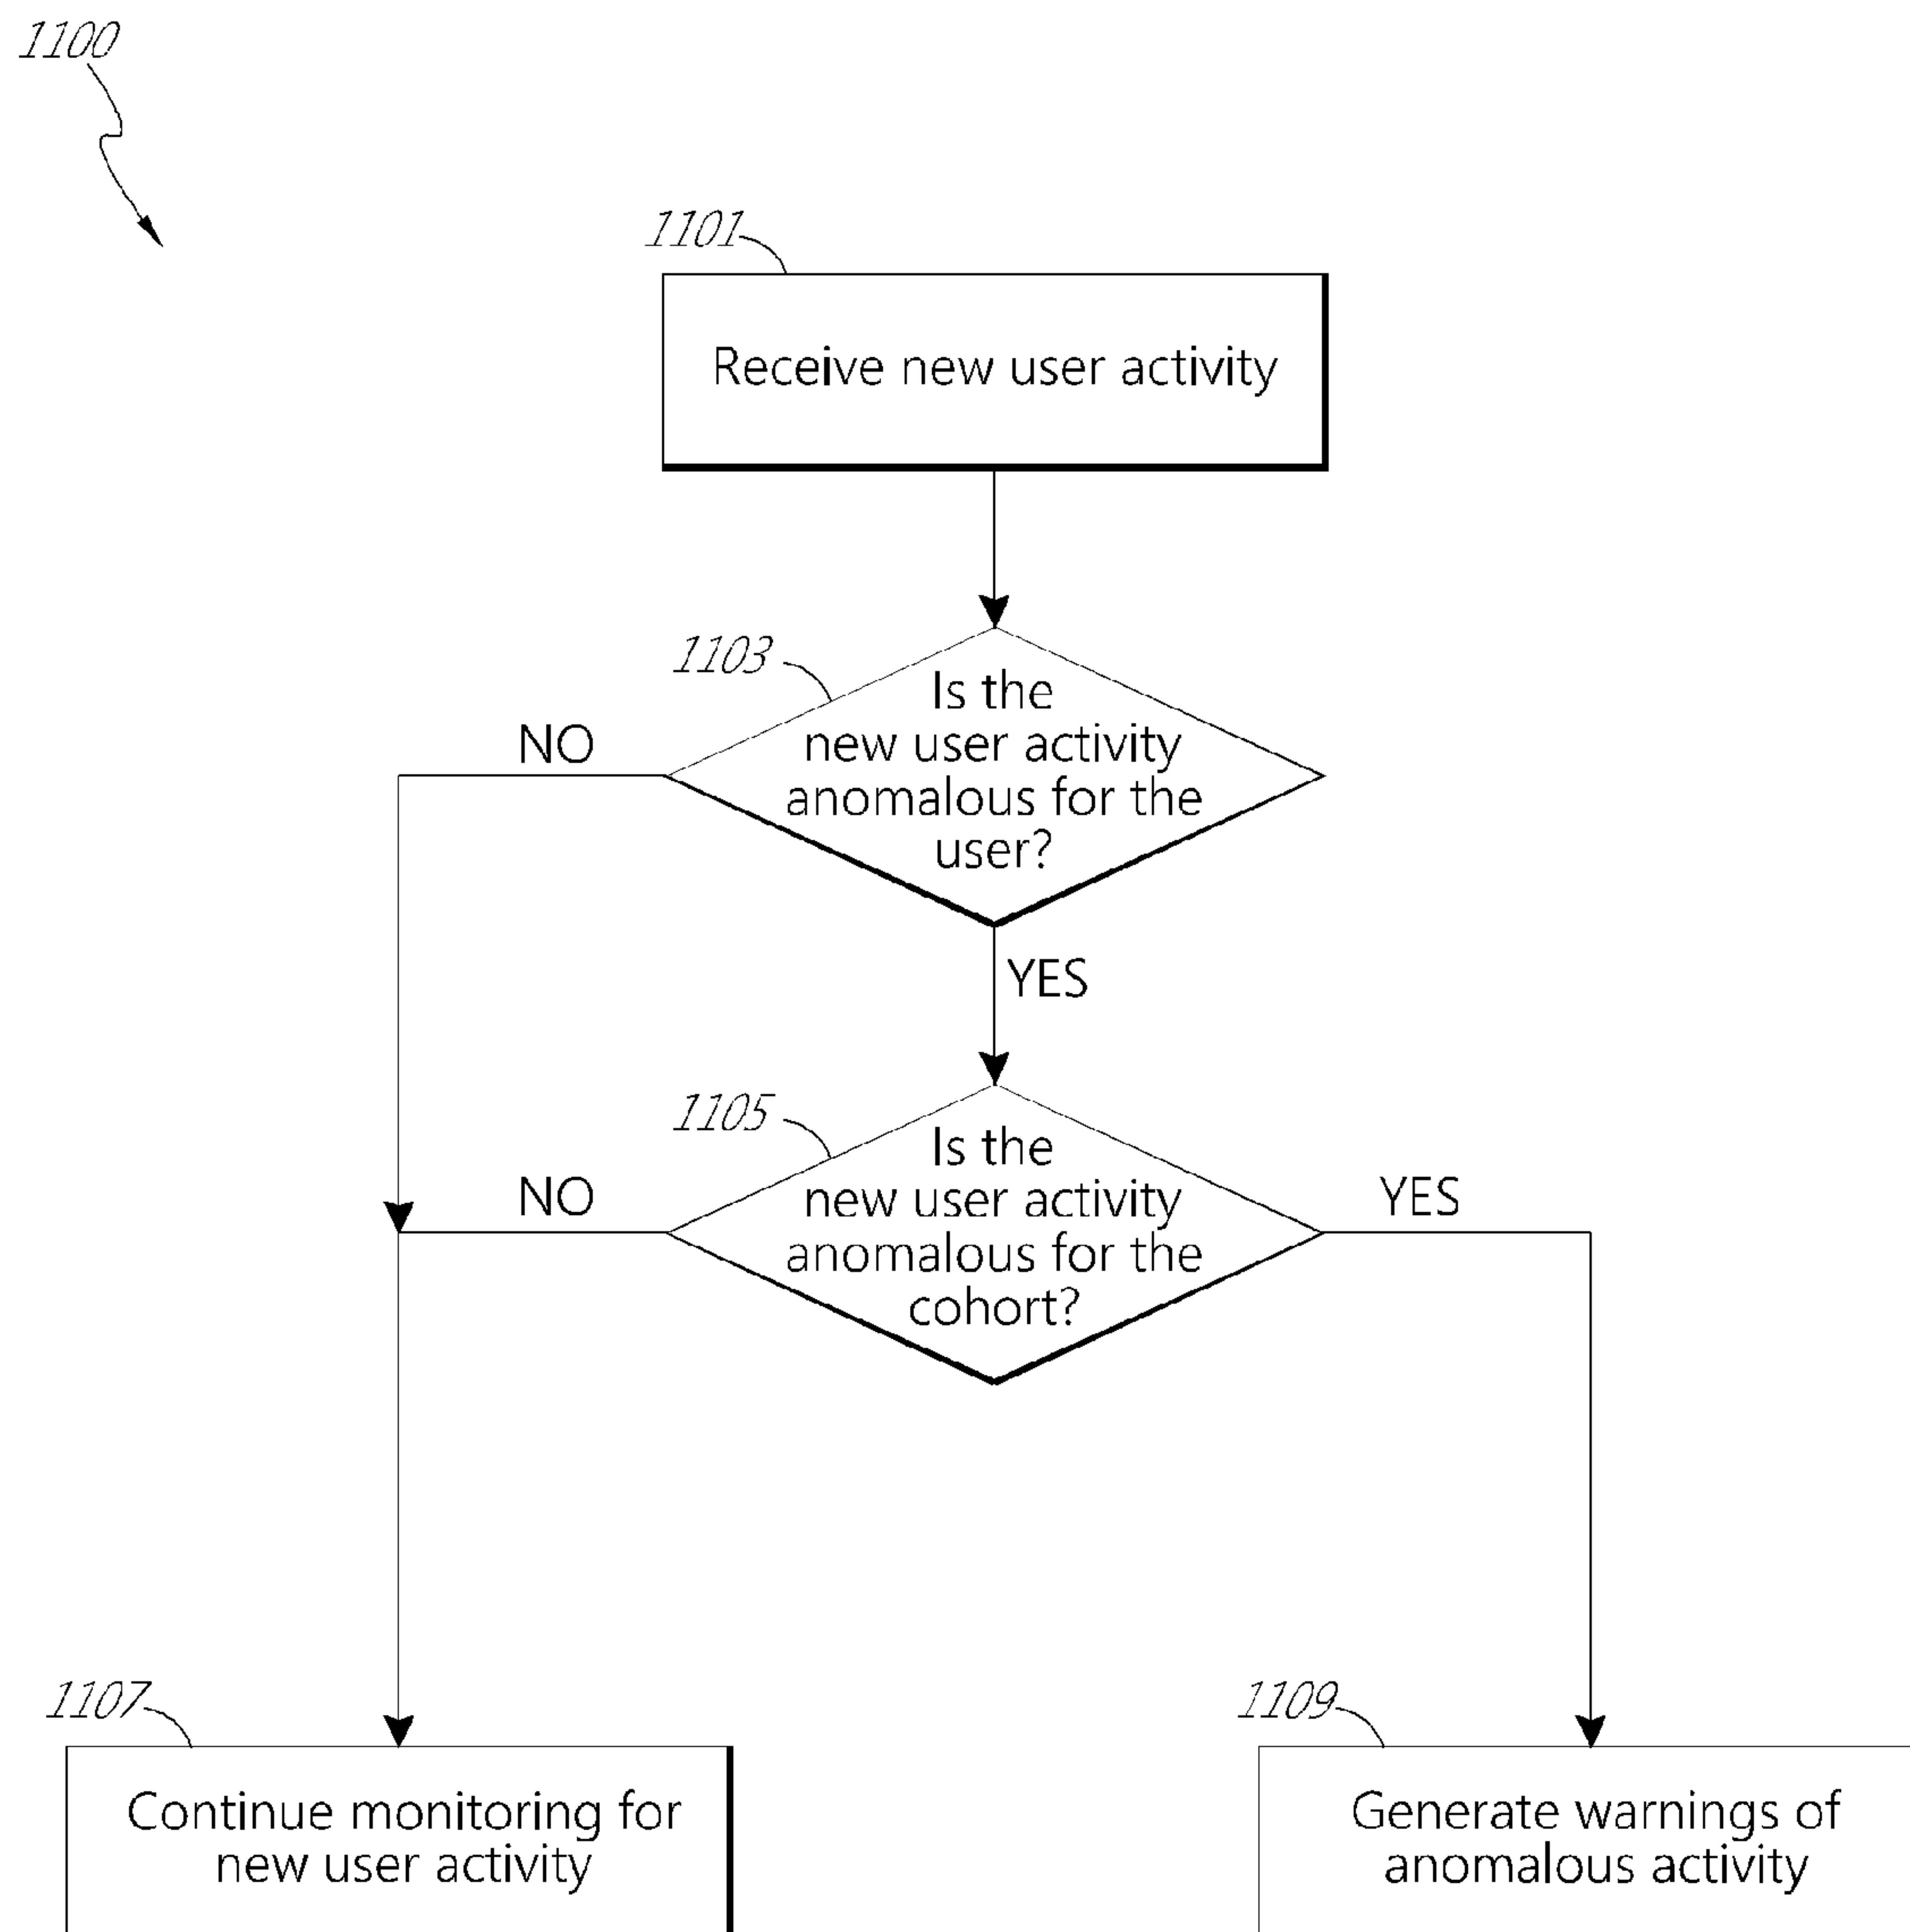 1100
1101
Receive new user activity
1103
Is the
new user activity
anomalous for the
user?
NO
YES
1105
Is the
new user activity
anomalous for the
cohort?
NO
YES
1107
Continue monitoring for
new user activity
1109
Generate warnings of
anomalous activity